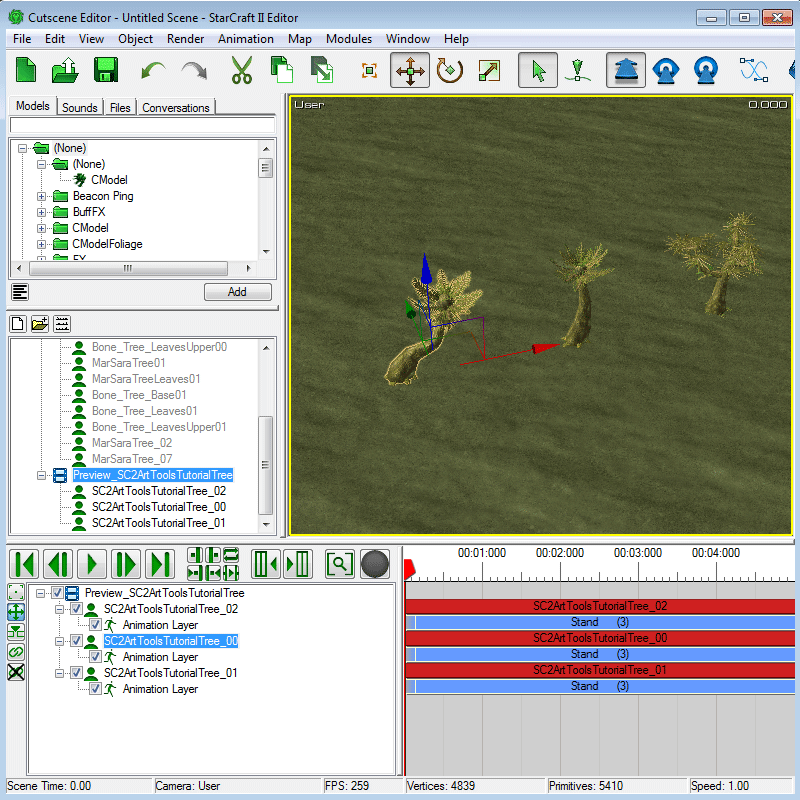 Cutscene Editor - Untitled Scene - StarCraft II Editor
File Edit View Object Render Animation Map Modules Window Help
Models Sounds Files Conversations
(None)
(None)
CModel
Beacon Ping
BuffFX
CModel
CModelFoliage
FX
Add
User 0.000
Bone_Tree_LeavesUpper00
MarSaraTree01
MarSaraTreeLeaves01
Bone_Tree_Base01
Bone_Tree_Leaves01
Bone_Tree_LeavesUpper01
MarSaraTree_02
MarSaraTree_07
Preview_SC2ArtToolsTutorialTree
SC2ArtToolsTutorialTree_02
SC2ArtToolsTutorialTree_00
SC2ArtToolsTutorialTree_01
00:01:000 00:02:000 00:03:000 00:04:000
Preview_SC2ArtToolsTutorialTree
SC2ArtToolsTutorialTree_02
Animation Layer
SC2ArtToolsTutorialTree_00
Animation Layer
SC2ArtToolsTutorialTree_01
Animation Layer
SC2ArtToolsTutorialTree_02
Stand (3)
SC2ArtToolsTutorialTree_00
Stand (3)
SC2ArtToolsTutorialTree_01
Stand (3)
Scene Time: 0.00 Camera: User FPS: 259 Vertices: 4839 Primitives: 5410 Speed: 1.00